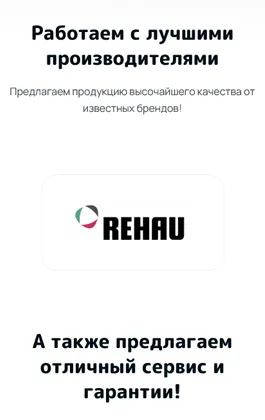 Работаем с лучшими
производителями
Предлагаем продукцию высочайшего качества от
известных брендов!
REHAU
А также предлагаем
отличный сервис и
гарантии!